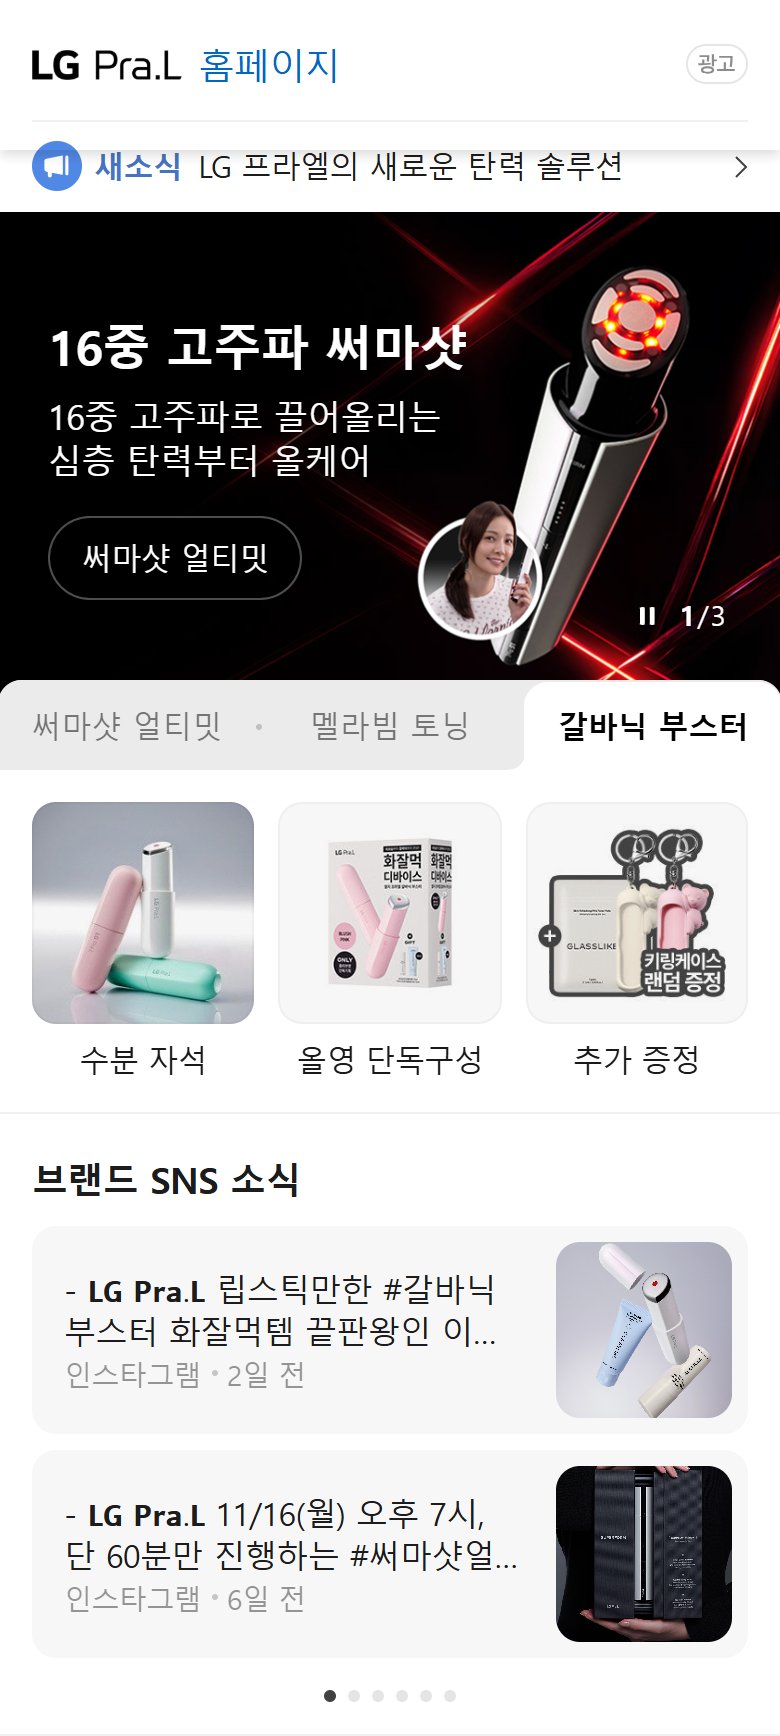 LG Pra.L 홈페이지
광고
새소식 LG 프라엘의 새로운 탄력 솔루션
16중 고주파 써마샷
16중 고주파로 끌어올리는
심층 탄력부터 올케어
써마샷 얼티밋
1/3
써마샷 얼티밋 · 멜라빔 토닝 갈바닉 부스터
LG Pra.L
화잘먹
디바이스
BLUSH
PINK
ONLY
GIFT
GLASSLIKE
키링케이스
랜덤 증정
수분 자석
올영 단독구성
추가 증정
브랜드 SNS 소식
- LG Pra.L 립스틱만한 #갈바닉
부스터 화잘먹템 끝판왕인 이...
인스타그램 · 2일 전
- LG Pra.L 11/16(월) 오후 7시,
단 60분만 진행하는 #써마샷얼...
인스타그램 · 6일 전